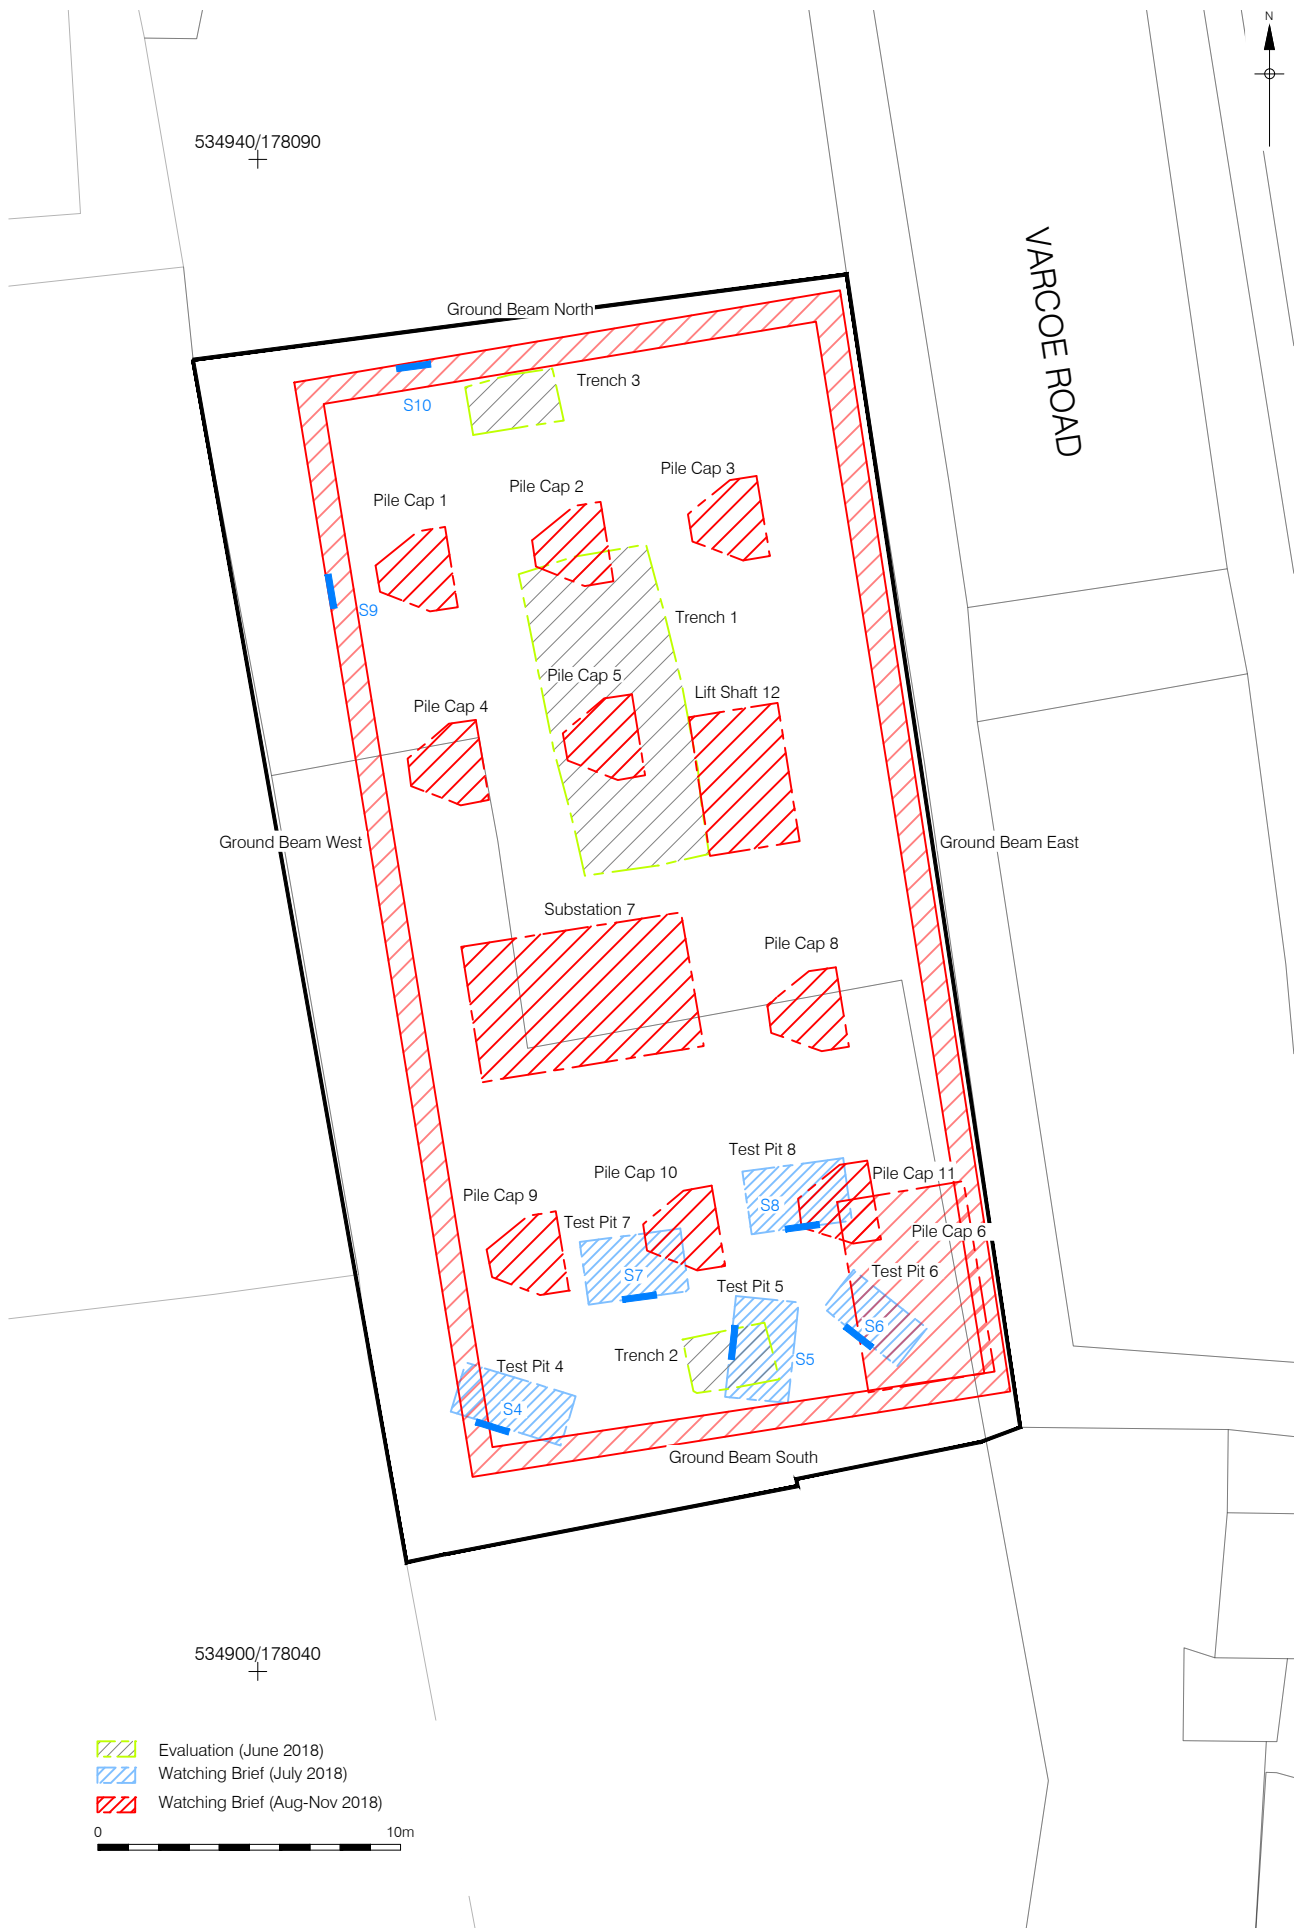 N
534940/178090
VARCOE ROAD
Ground Beam North
Trench 3
S10
Pile Cap 3
Pile Cap 2
Pile Cap 1
S9
Trench 1
Pile Cap 5
Lift Shaft 12
Pile Cap 4
Ground Beam West
Ground Beam East
Substation 7
Pile Cap 8
Test Pit 8
Pile Cap 10
Pile Cap 11
Pile Cap 9
S8
Test Pit 7
Pile Cap 6
S7
Test Pit 6
Test Pit 5
S6
Trench 2
S5
Test Pit 4
S4
Ground Beam South
534900/178040
Evaluation (June 2018)
Watching Brief (July 2018)
Watching Brief (Aug-Nov 2018)
0 10m